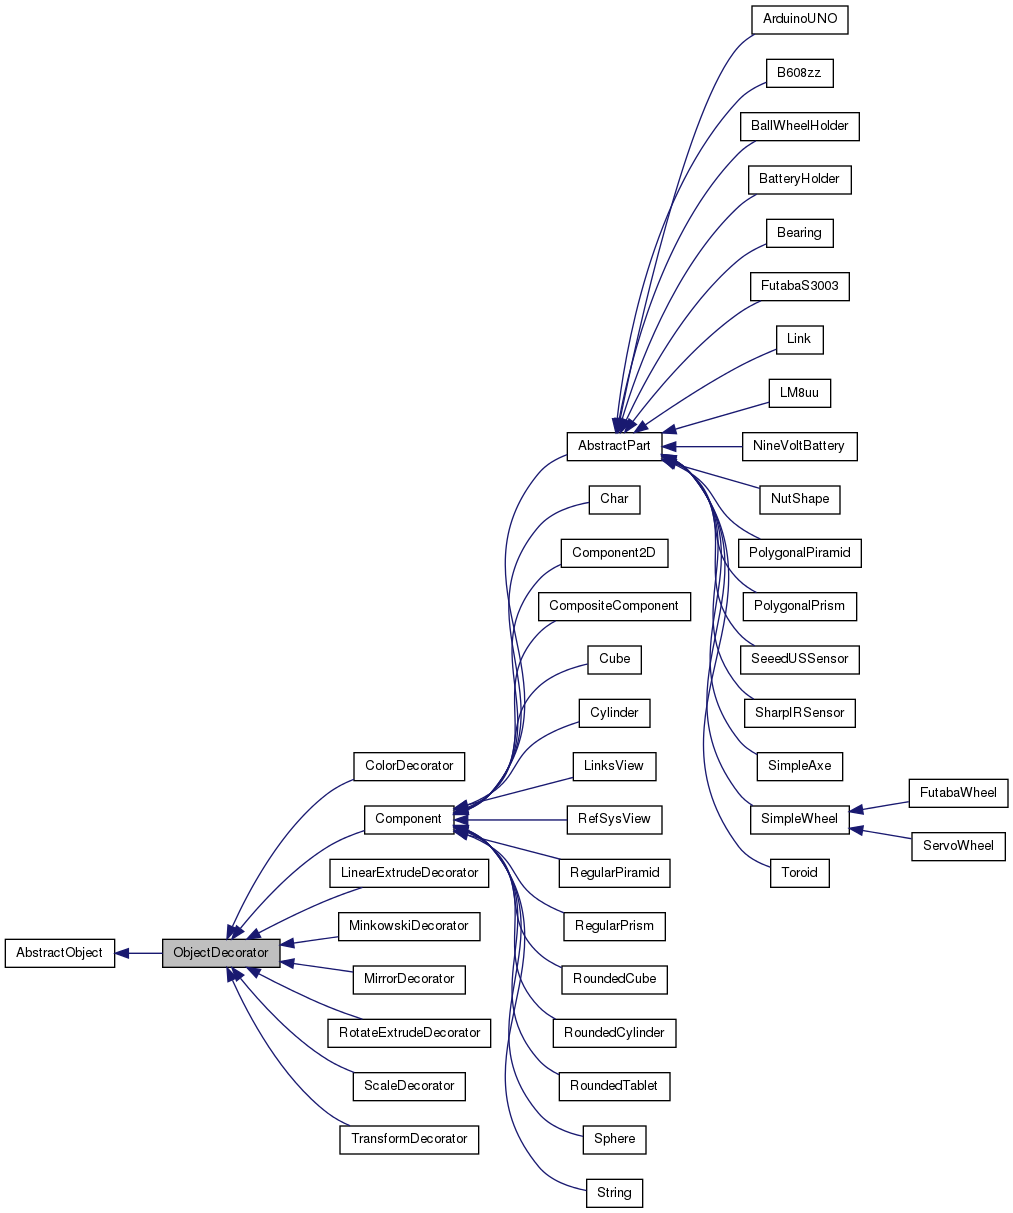 ArduinoUNO
B608zz
BallWheelHolder
BatteryHolder
Bearing
FutabaS3003
Link
LM8uu
AbstractPart
NineVoltBattery
Char
NutShape
Component2D
PolygonalPiramid
CompositeComponent
PolygonalPrism
Cube
SeeedUSSensor
Cylinder
SharpIRSensor
ColorDecorator
LinksView
SimpleAxe
FutabaWheel
Component
RefSysView
SimpleWheel
ServoWheel
LinearExtrudeDecorator
RegularPiramid
Toroid
MinkowskiDecorator
RegularPrism
AbstractObject
ObjectDecorator
MirrorDecorator
RoundedCube
RotateExtrudeDecorator
RoundedCylinder
ScaleDecorator
RoundedTablet
TransformDecorator
Sphere
String